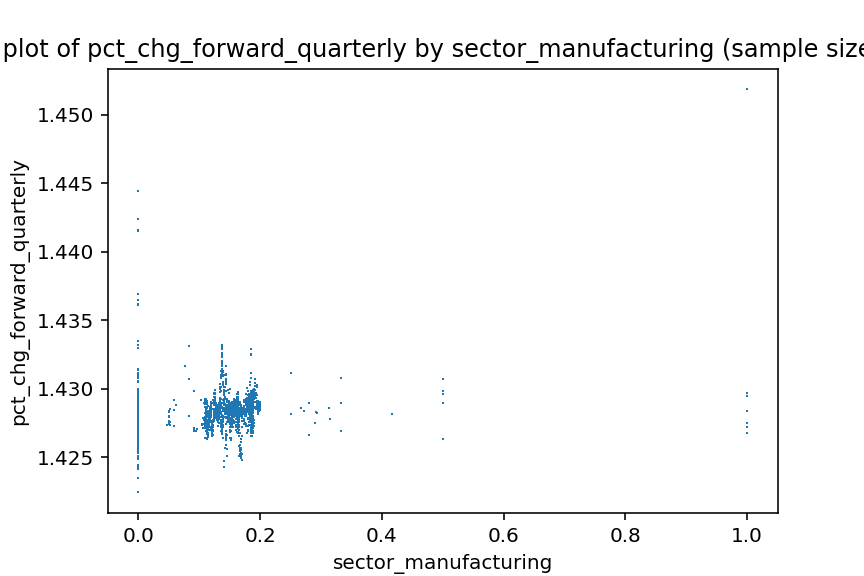 plot of pct_chg_forward_quarterly by sector_manufacturing (sample size
1.450
1.445
1.440
1.435
1.430
1.425
pct_chg_forward_quarterly
0.0 0.2 0.4 0.6 0.8 1.0
sector_manufacturing